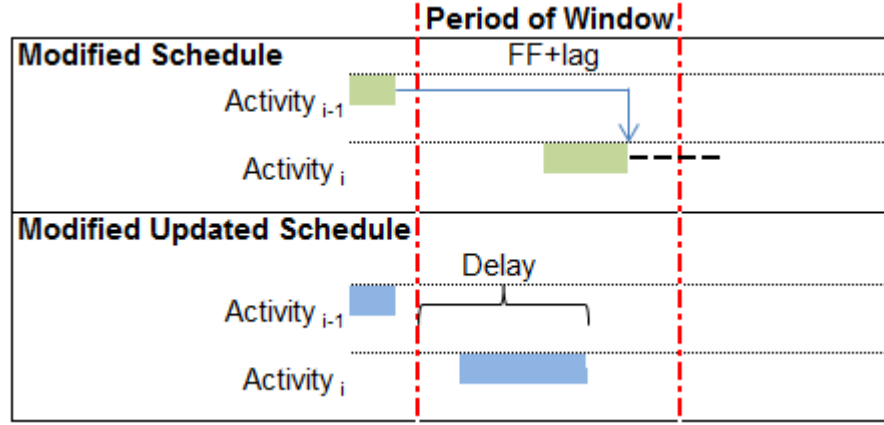 Period of Window
Modified Schedule
FF+lag
Activity i-1
Activity i
Modified Updated Schedule
Delay
Activity i-1
Activity i